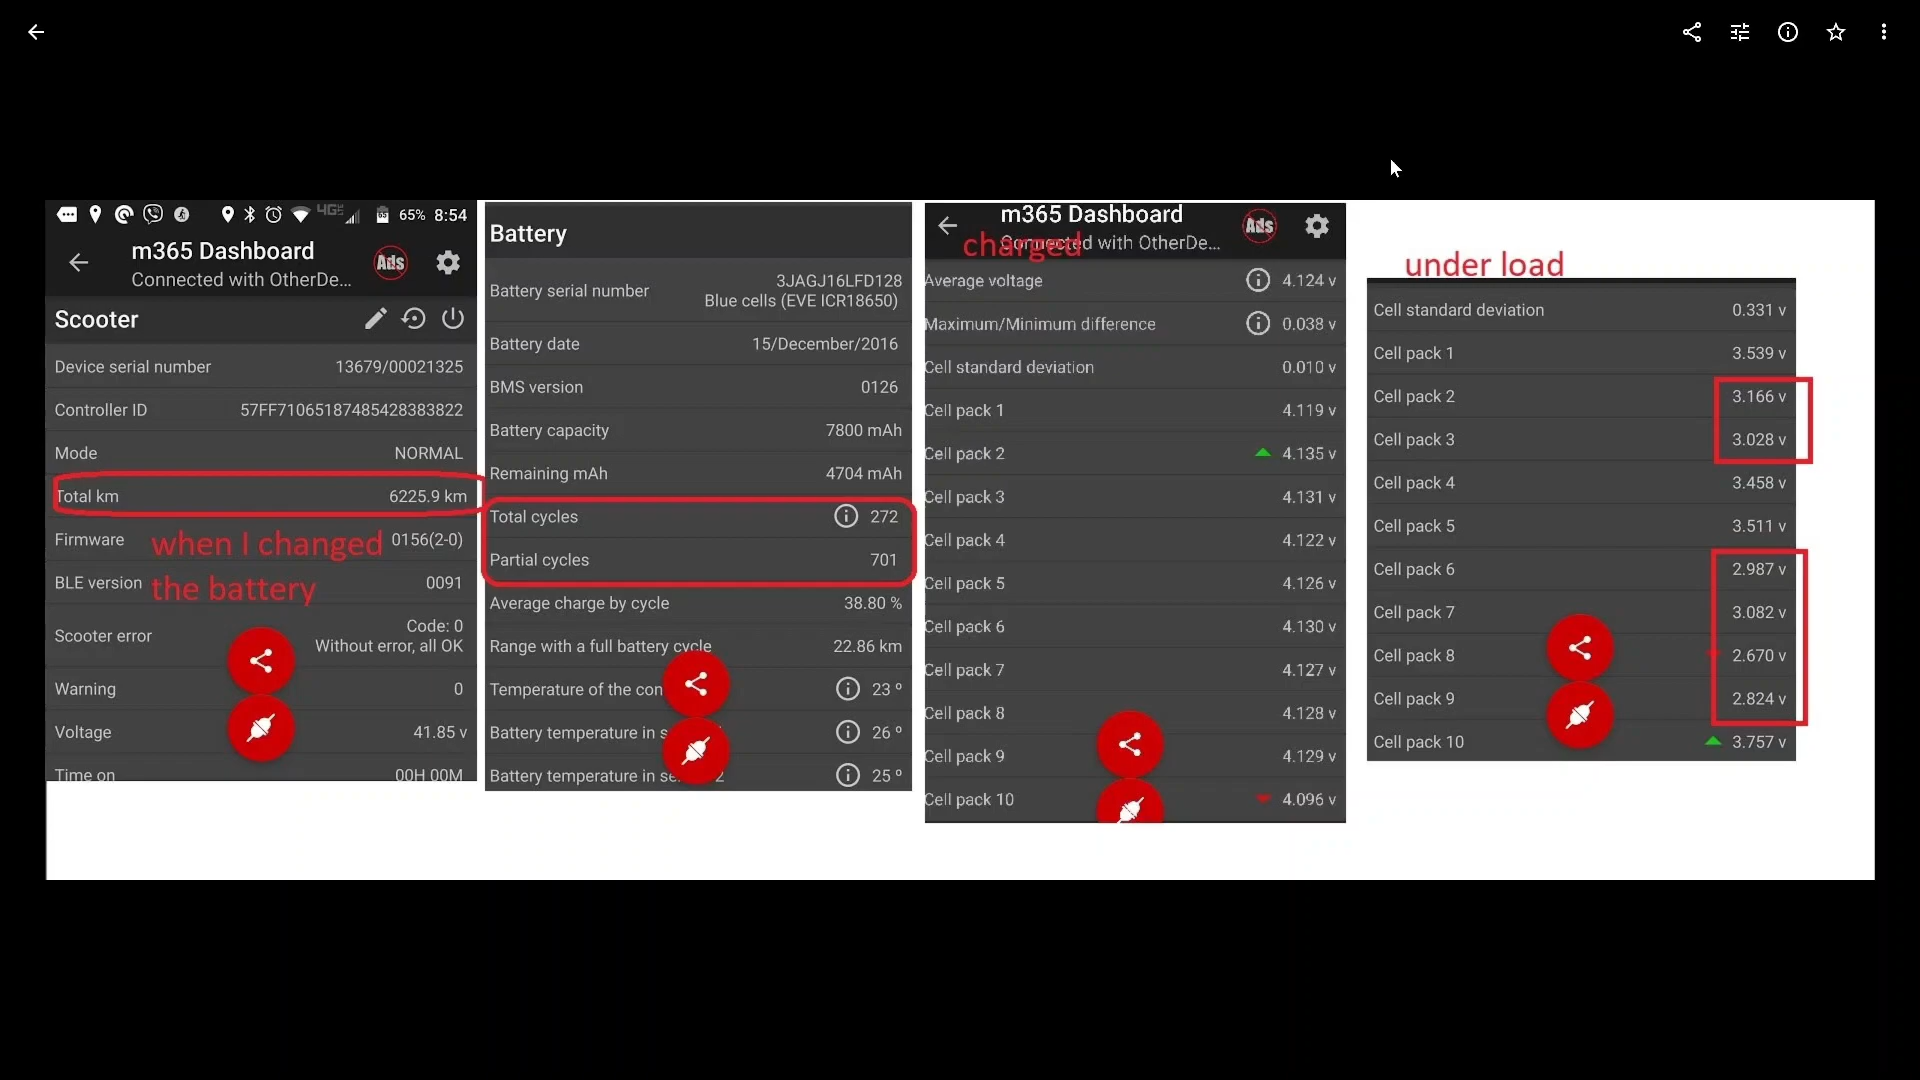 65% 8:54
m365 Dashboard
Ads
Connected with OtherDe...
Scooter
Device serial number 13679/00021325
Controller ID 57FF71065187485428383822
Mode NORMAL
Total km 6225.9 km
Firmware 0156(2-0)
when I changed
the battery
BLE version 0091
Scooter error Code: 0
Without error, all OK
Warning 0
Voltage 41.85 v
Time on 00H 00M
Battery
Battery serial number 3JAGJ16LFD128
Blue cells (EVE ICR18650)
Battery date 15/December/2016
BMS version 0126
Battery capacity 7800 mAh
Remaining mAh 4704 mAh
Total cycles 272
Partial cycles 701
Average charge by cycle 38.80 %
Range with a full battery cycle 22.86 km
Temperature of the con 23 º
Battery temperature in s 26 º
Battery temperature in se 2 25 º
m365 Dashboard
Ads
Connected with OtherDe...
charged
Average voltage 4.124 v
Maximum/Minimum difference 0.038 v
Cell standard deviation 0.010 v
Cell pack 1 4.119 v
Cell pack 2 4.135 v
Cell pack 3 4.131 v
Cell pack 4 4.122 v
Cell pack 5 4.126 v
Cell pack 6 4.130 v
Cell pack 7 4.127 v
Cell pack 8 4.128 v
Cell pack 9 4.129 v
Cell pack 10 4.096 v
under load
Cell standard deviation 0.331 v
Cell pack 1 3.539 v
Cell pack 2 3.166 v
Cell pack 3 3.028 v
Cell pack 4 3.458 v
Cell pack 5 3.511 v
Cell pack 6 2.987 v
Cell pack 7 3.082 v
Cell pack 8 2.670 v
Cell pack 9 2.824 v
Cell pack 10 3.757 v